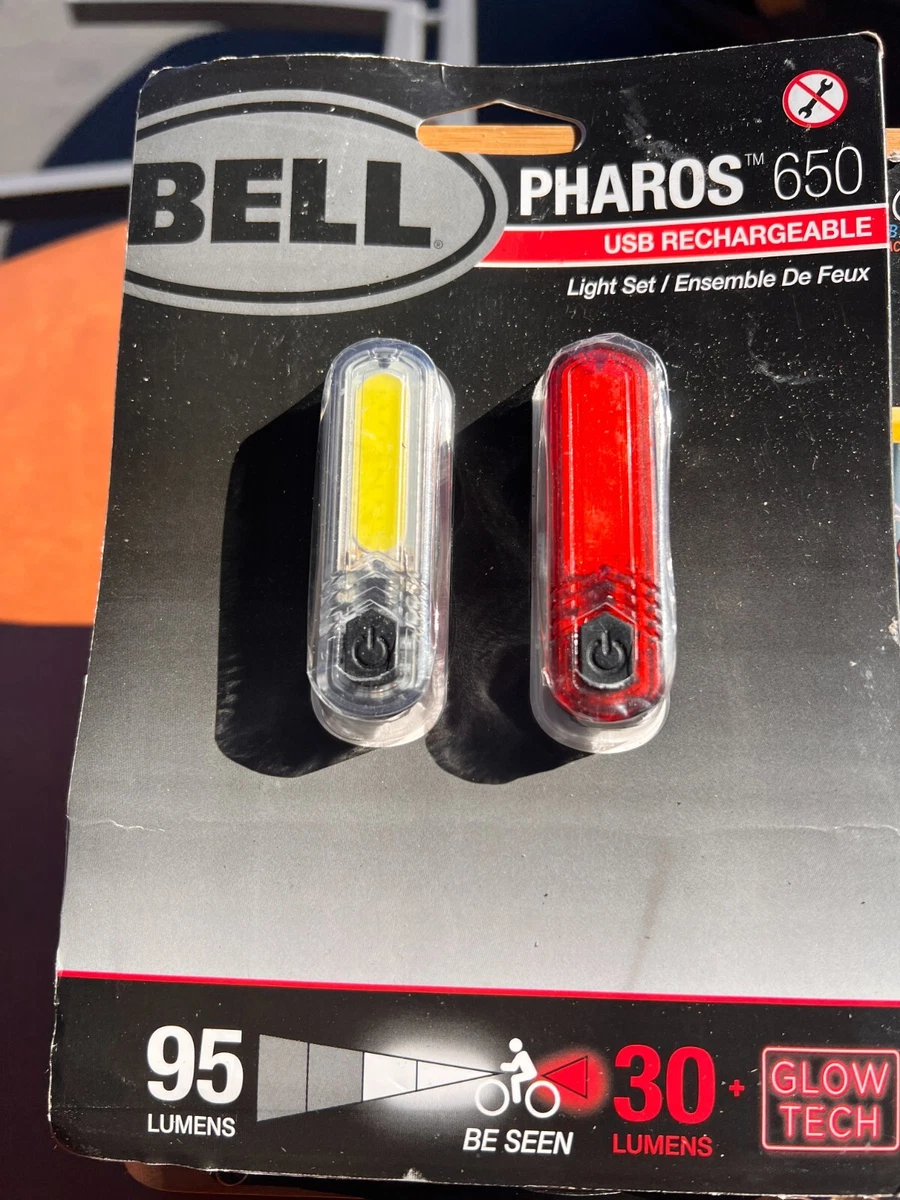 BELL®
PHAROS™ 650
USB RECHARGEABLE
Light Set / Ensemble De Feux
95
LUMENS
BE SEEN
30
LUMENS
+
GLOW
TECH